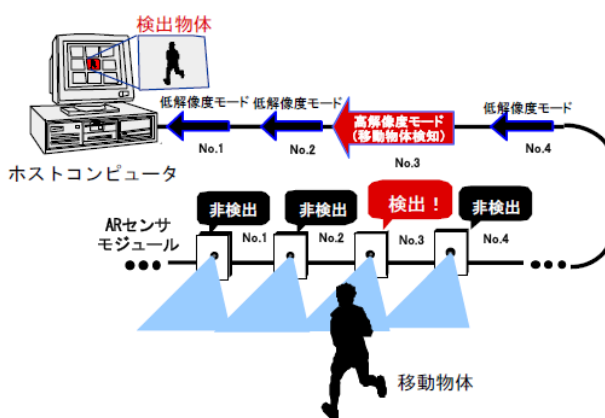 検出物体
低解像度モード
低解像度モード
高解像度モード
(移動物体検知)
低解像度モード
No.1
No.2
No.3
No.4
ホストコンピュータ
非検出
非検出
検出！
非検出
ARセンサ
モジュール
No.1
No.2
No.3
No.4
移動物体